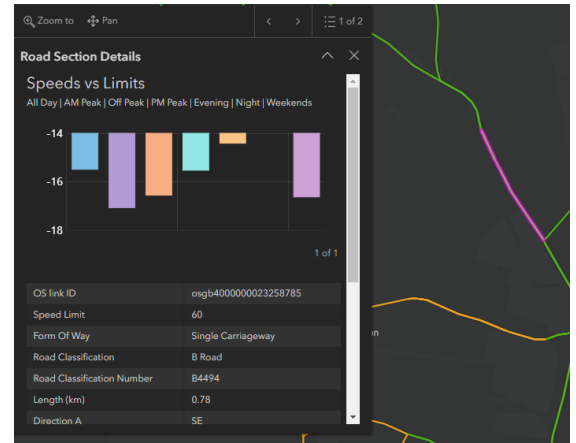 Zoom to Pan 1 of 2
Road Section Details
Speeds vs Limits
All Day | AM Peak | Off Peak | PM Peak | Evening | Night | Weekends
-14
-16
-18
1 of 1
OS link ID osgb4000000023258785
Speed Limit 60
Form Of Way Single Carriageway
Road Classification B Road
Road Classification Number B4494
Length (km) 0.78
Direction A SE